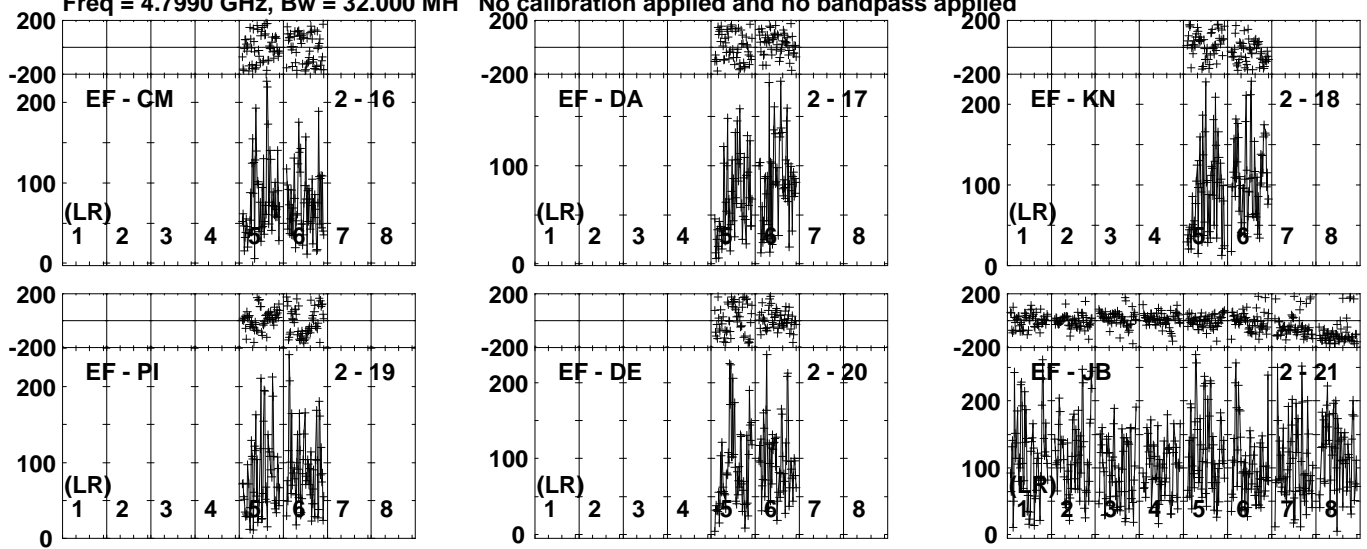 Freq = 4.7990 GHz, Bw = 32.000 MH No calibration applied and no bandpass applied
200
-200
EF - CM 2 - 16
200
100
0
(LR)
1 2 3 4 5 6 7 8
200
-200
EF - DA 2 - 17
100
0
(LR)
1 2 3 4 5 6 7 8
200
-200
EF - KN 2 - 18
200
100
0
(LR)
1 2 3 4 5 6 7 8
200
-200
EF - PI 2 - 19
200
100
0
(LR)
1 2 3 4 5 6 7 8
200
-200
EF - DE 2 - 20
200
100
0
(LR)
1 2 3 4 5 6 7 8
200
-200
EF - JB 2 - 21
200
100
0
(LR)
1 2 3 4 5 6 7 8